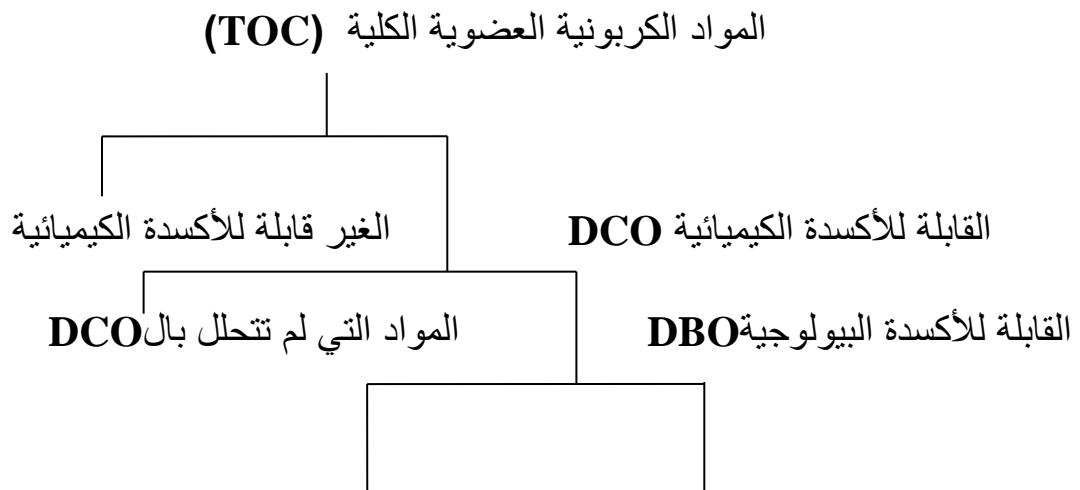 المواد الكربونية العضوية الكلية (TOC)
القابلة للأكسدة الكيميائية DCO الغير قابلة للأكسدة الكيميائية
القابلة للأكسدة البيولوجيةDBO المواد التي لم تتحلل بالDCO